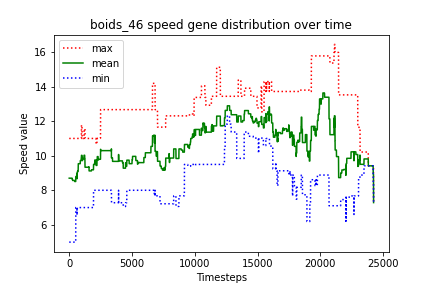 boids_46 speed gene distribution over time
max
mean
min
Speed value
16
14
12
10
8
6
0
5000
10000
15000
20000
25000
Timesteps